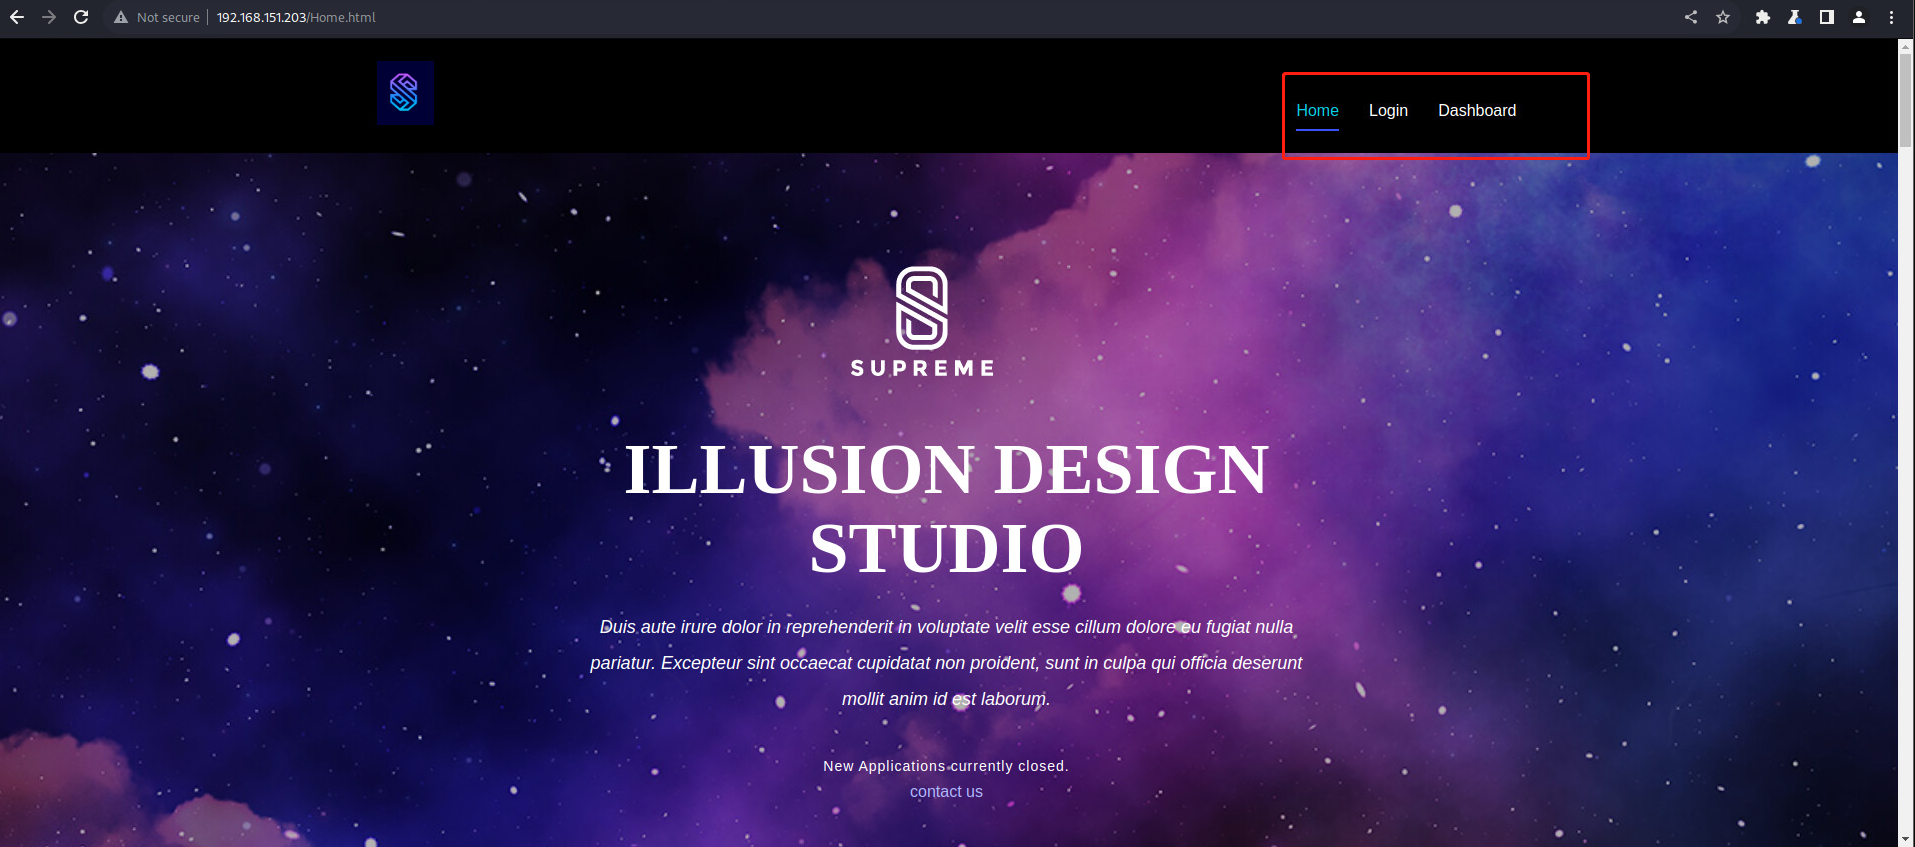 Not secure | 192.168.151.203/Home.html
Home Login Dashboard
SUPREME
ILLUSION DESIGN
STUDIO
Duis aute irure dolor in reprehenderit in voluptate velit esse cillum dolore eu fugiat nulla
pariatur. Excepteur sint occaecat cupidatat non proident, sunt in culpa qui officia deserunt
mollit anim id est laborum.
New Applications currently closed.
contact us